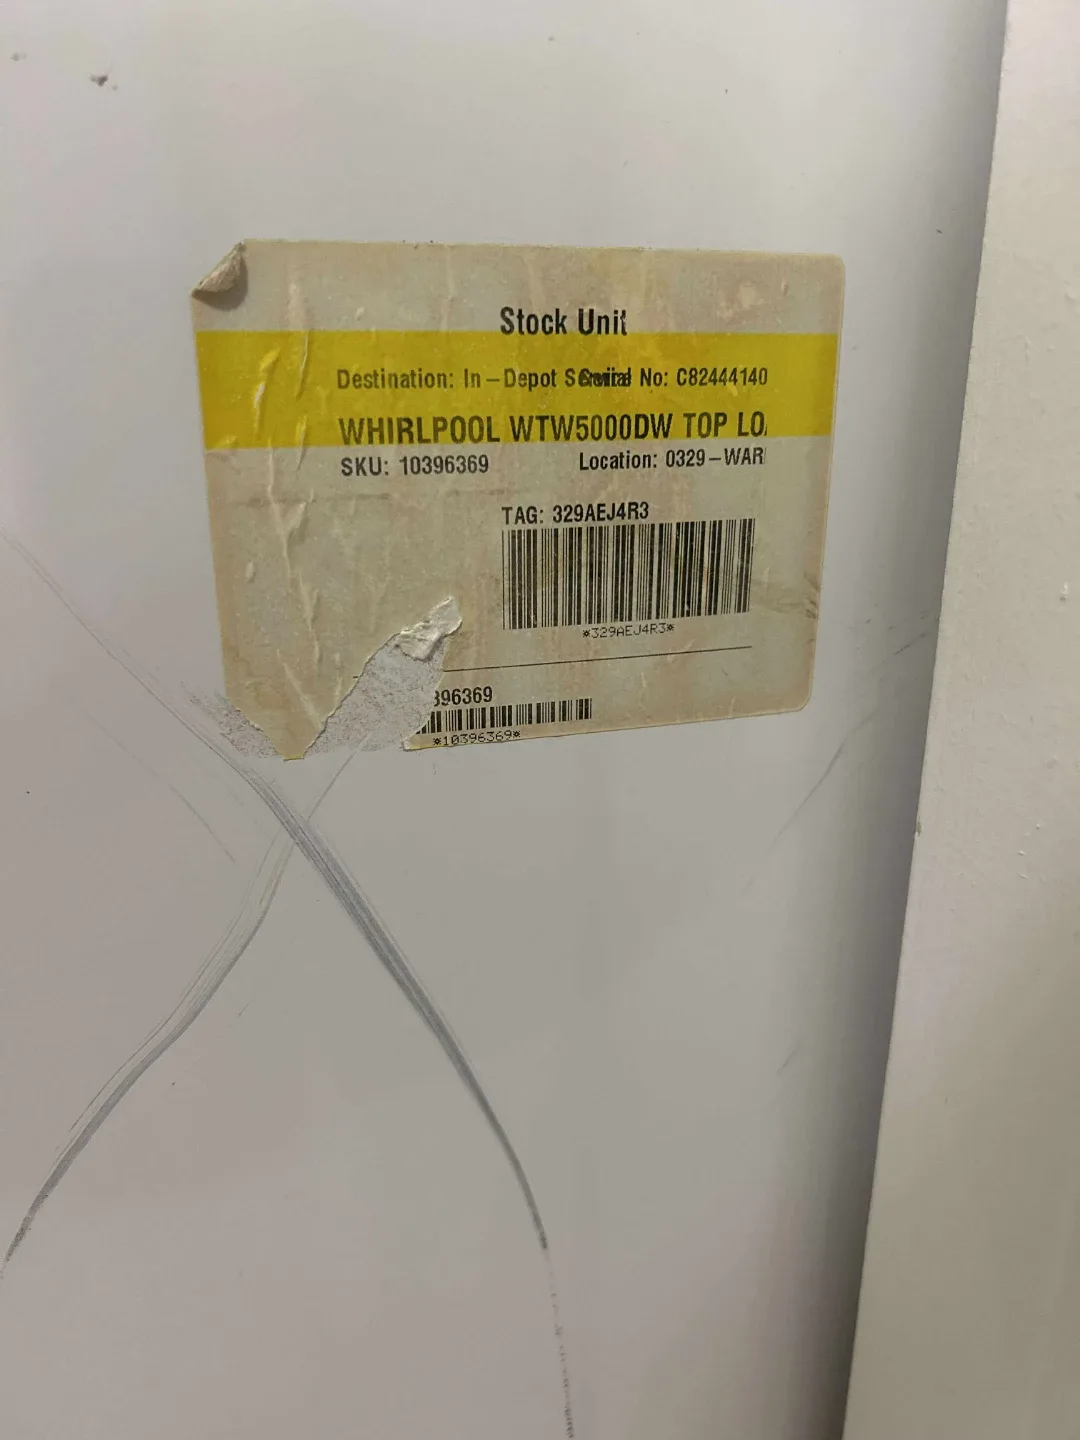 Stock Unit
Destination: In-Depot Serial No: C82444140
WHIRLPOOL WTW5000DW TOP LO
SKU: 10396369 Location: 0329-WAR
TAG: 329AEJ4R3
*329AEJ4R3*
396369
*10396369*